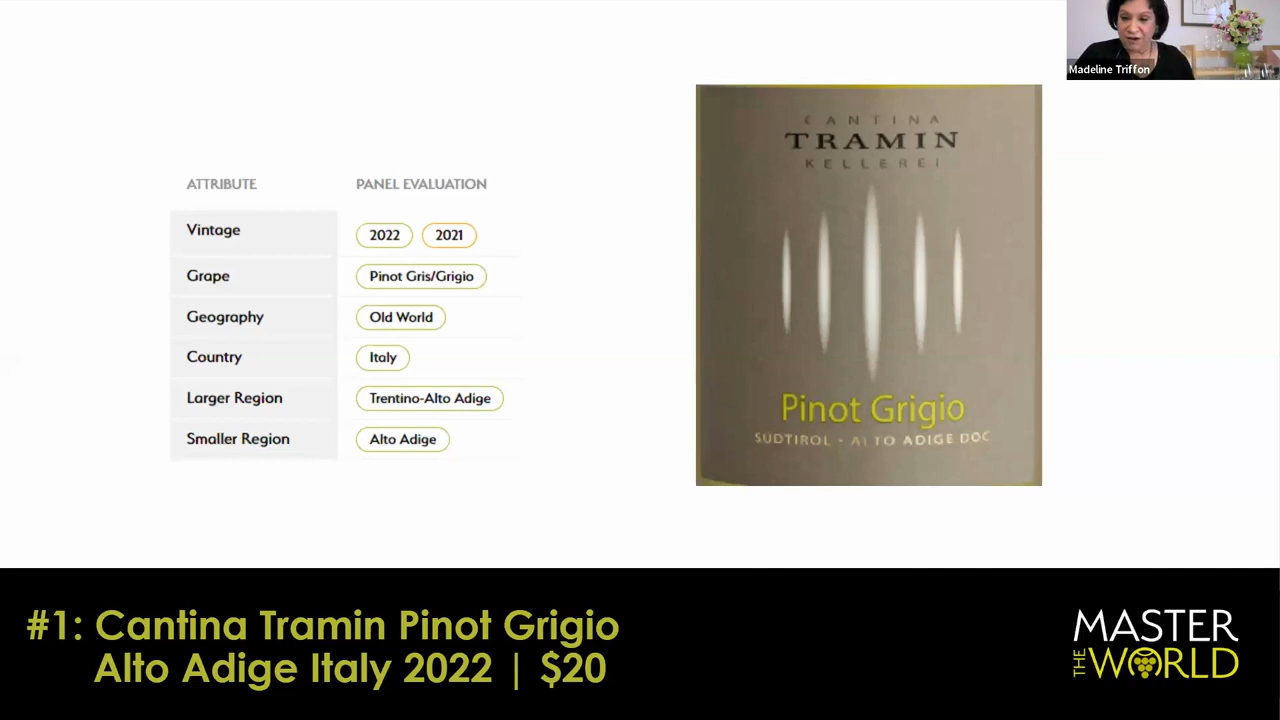 Madeline Triffon
ATTRIBUTE PANEL EVALUATION
Vintage 2022 2021
Grape Pinot Gris/Grigio
Geography Old World
Country Italy
Larger Region Trentino-Alto Adige
Smaller Region Alto Adige
CANTINA
TRAMIN
KELLEREI
Pinot Grigio
SÜDTIROL · ALTO ADIGE DOC
#1: Cantina Tramin Pinot Grigio
Alto Adige Italy 2022 | $20
MASTER
THE WORLD